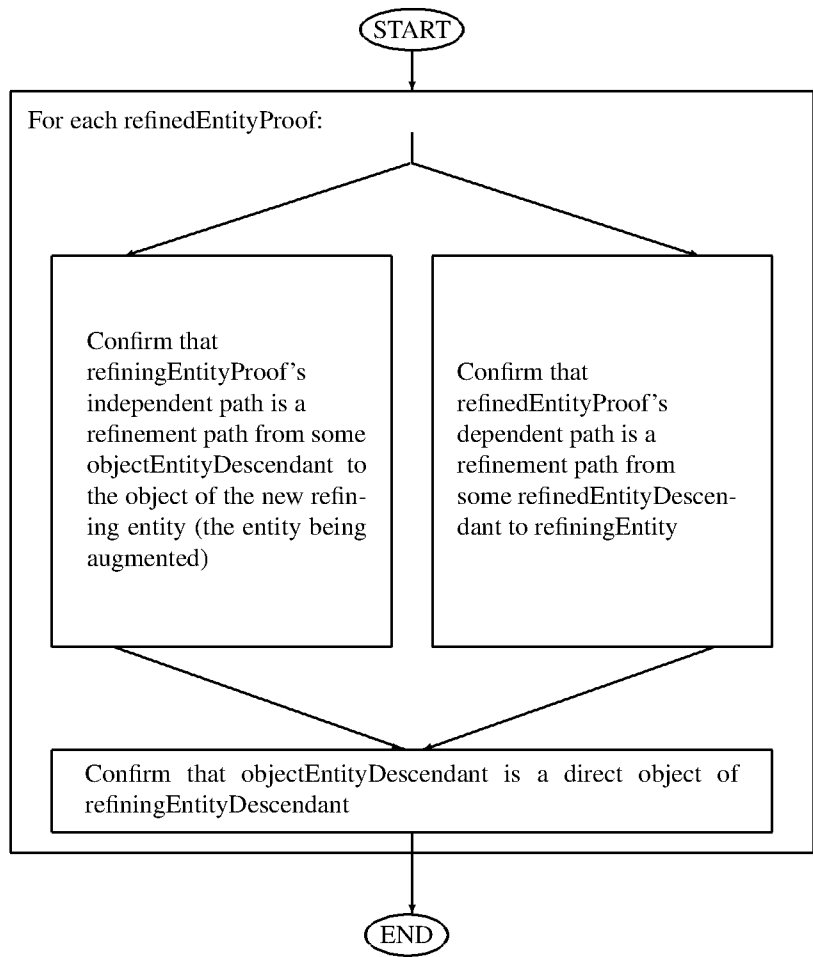 START
For each refinedEntityProof:
Confirm that
refiningEntityProof's
independent path is a
refinement path from some
objectEntityDescendant to
the object of the new refin-
ing entity (the entity being
augmented)
Confirm that
refinedEntityProof's
dependent path is a
refinement path from
some refinedEntityDescen-
dant to refiningEntity
Confirm that objectEntityDescendant is a direct object of
refiningEntityDescendant
END